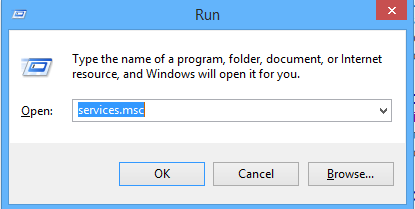 Run
Type the name of a program, folder, document, or Internet
resource, and Windows will open it for you.
Open: services.msc
OK Cancel Browse...